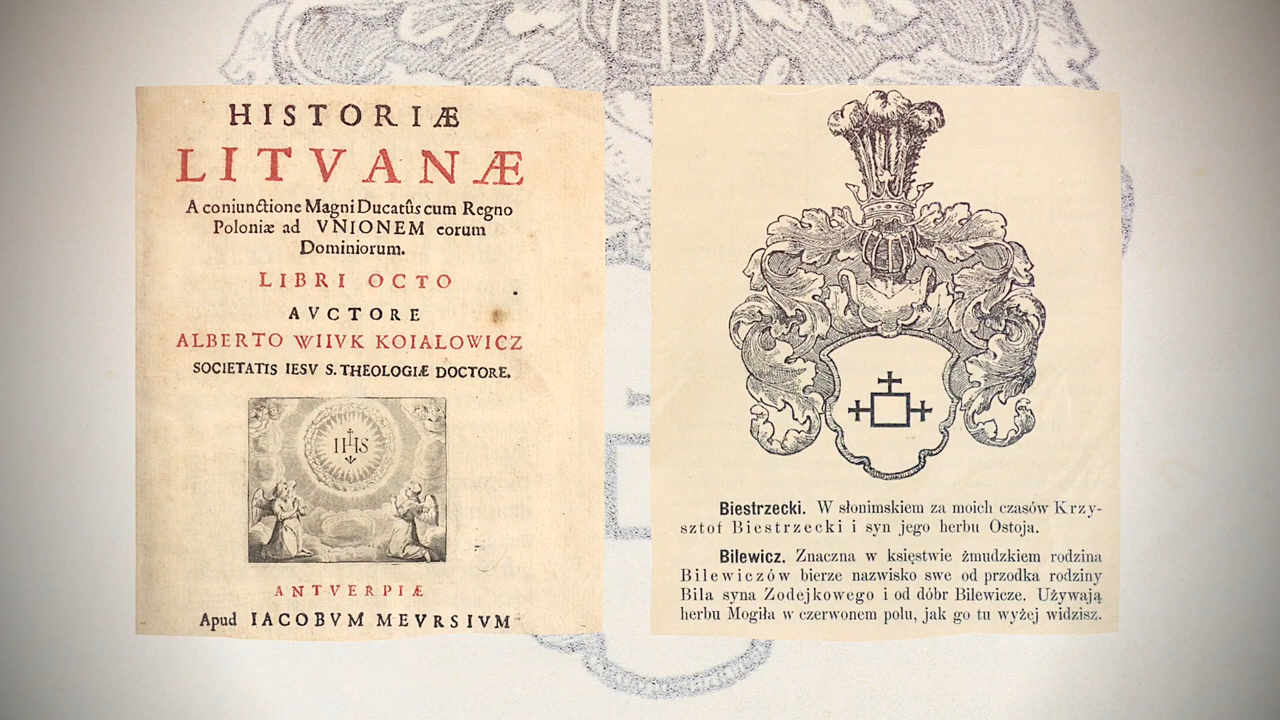 HISTORIÆ
LITVANÆ
A coniunctione Magni Ducatûs cum Regno
Poloniæ ad VNIONEM eorum
Dominiorum.
LIBRI OCTO
AVCTORE
ALBERTO WIIVK KOIALOWICZ
SOCIETATIS IESV S. THEOLOGIÆ DOCTORE.
IHS
ANTVERPIÆ
Apud IACOBVM MEVRSIVM
Biestrzecki. W słonimskiem za moich czasów Krzy-
sztof Biestrzecki i syn jego herbu Ostoja.
Bilewicz. Znaczna w księstwie żmudzkiem rodzina
Bilewiczów bierze nazwisko swe od przodka rodziny
Bila syna Zodejkowego i od dóbr Bilewicze. Używają
herbu Mogiła w czerwonem polu, jak go tu wyżej widzisz.